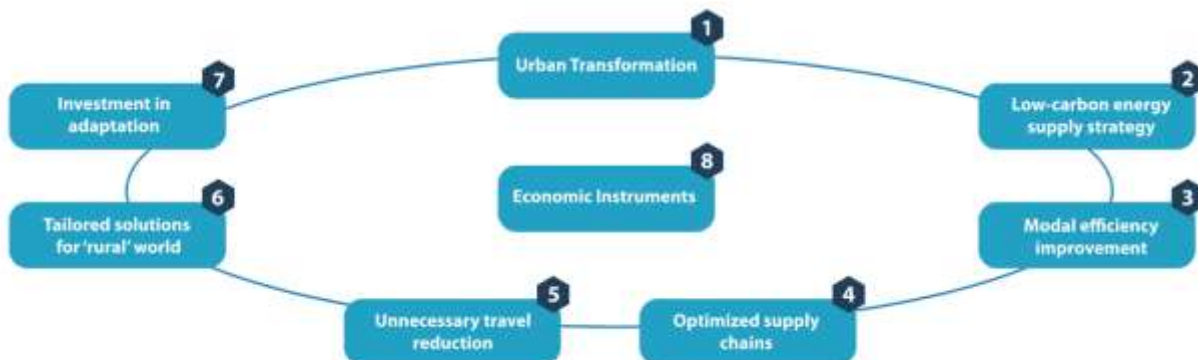 1
Urban Transformation
2
Low-carbon energy
supply strategy
3
Modal efficiency
improvement
4
Optimized supply
chains
5
Unnecessary travel
reduction
6
Tailored solutions
for 'rural' world
7
Investment in
adaptation
8
Economic Instruments